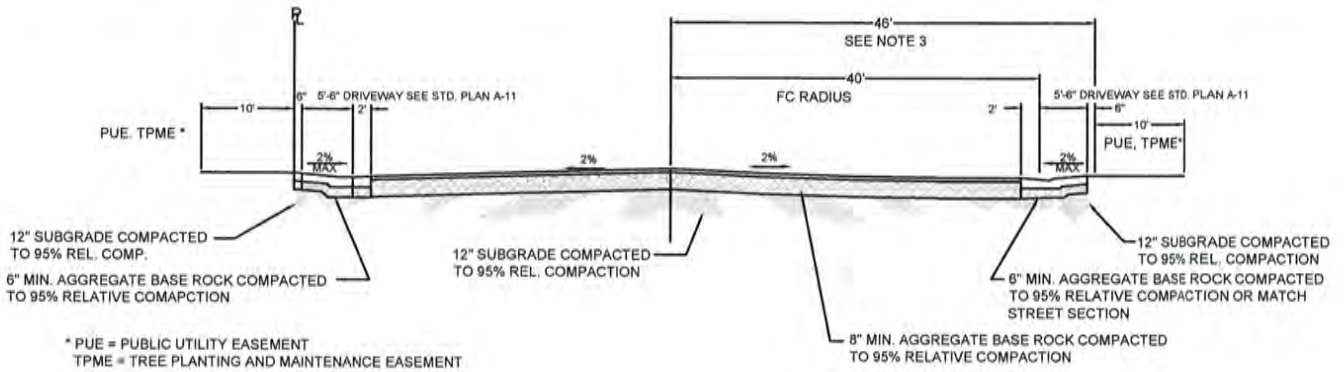 PL
46'
SEE NOTE 3
40'
FC RADIUS
10'
6"
5'-6" DRIVEWAY SEE STD. PLAN A-11
2'
2'
5'-6" DRIVEWAY SEE STD. PLAN A-11
6"
10'
PUE. TPME *
PUE, TPME*
2%
MAX
2%
2%
2%
MAX
12" SUBGRADE COMPACTED
TO 95% REL. COMP.
6" MIN. AGGREGATE BASE ROCK COMPACTED
TO 95% RELATIVE COMAPCTION
12" SUBGRADE COMPACTED
TO 95% REL. COMPACTION
12" SUBGRADE COMPACTED
TO 95% REL. COMPACTION
6" MIN. AGGREGATE BASE ROCK COMPACTED
TO 95% RELATIVE COMPACTION OR MATCH
STREET SECTION
8" MIN. AGGREGATE BASE ROCK COMPACTED
TO 95% RELATIVE COMPACTION
* PUE = PUBLIC UTILITY EASEMENT
TPME = TREE PLANTING AND MAINTENANCE EASEMENT